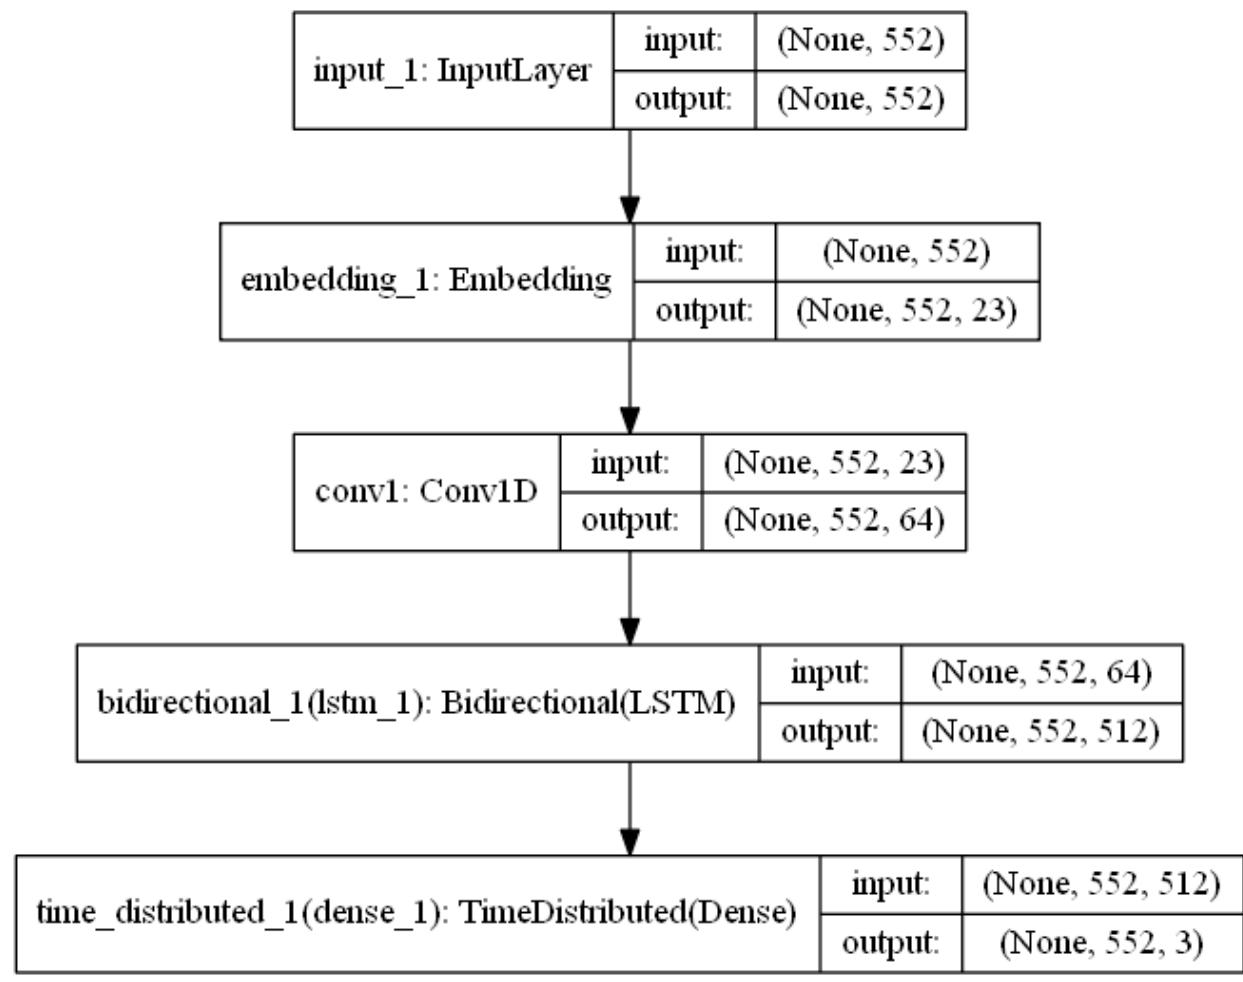 input_1: InputLayer
input: (None, 552)
output: (None, 552)
embedding_1: Embedding
input: (None, 552)
output: (None, 552, 23)
conv1: Conv1D
input: (None, 552, 23)
output: (None, 552, 64)
bidirectional_1(lstm_1): Bidirectional(LSTM)
input: (None, 552, 64)
output: (None, 552, 512)
time_distributed_1(dense_1): TimeDistributed(Dense)
input: (None, 552, 512)
output: (None, 552, 3)